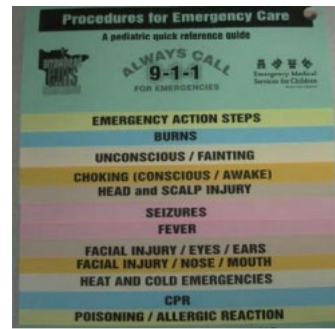 Procedures for Emergency Care
A pediatric quick reference guide
ALWAYS CALL
9-1-1
FOR EMERGENCIES
Emergency Medical
Services for Children
EMERGENCY ACTION STEPS
BURNS
UNCONSCIOUS / FAINTING
CHOKING (CONSCIOUS / AWAKE)
HEAD and SCALP INJURY
SEIZURES
FEVER
FACIAL INJURY / EYES / EARS
FACIAL INJURY / NOSE / MOUTH
HEAT AND COLD EMERGENCIES
CPR
POISONING / ALLERGIC REACTION